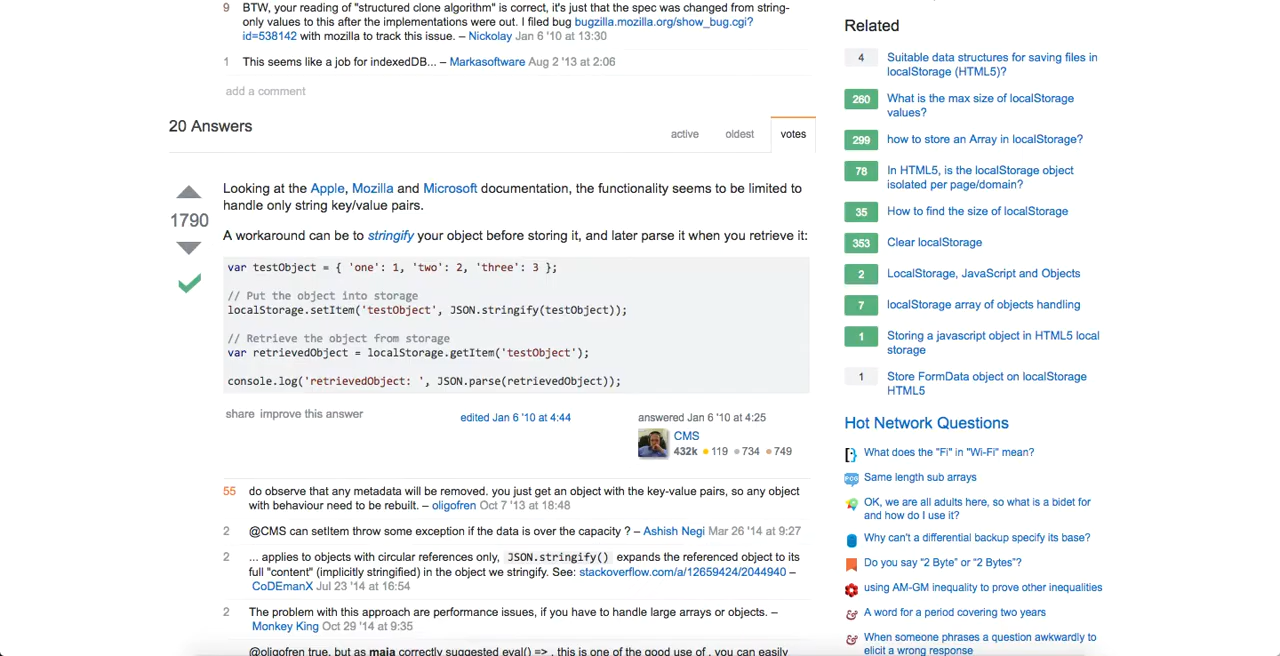 9 BTW, your reading of "structured clone algorithm" is correct, it's just that the spec was changed from string-
only values to this after the implementations were out. I filed bug bugzilla.mozilla.org/show_bug.cgi?
id=538142 with mozilla to track this issue. – Nickolay Jan 6 '10 at 13:30
1 This seems like a job for indexedDB... – Markasoftware Aug 2 '13 at 2:06
add a comment
20 Answers
active oldest votes
1790
Looking at the Apple, Mozilla and Microsoft documentation, the functionality seems to be limited to
handle only string key/value pairs.
A workaround can be to stringify your object before storing it, and later parse it when you retrieve it:
var testObject = { 'one': 1, 'two': 2, 'three': 3 };
// Put the object into storage
localStorage.setItem('testObject', JSON.stringify(testObject));
// Retrieve the object from storage
var retrievedObject = localStorage.getItem('testObject');
console.log('retrievedObject: ', JSON.parse(retrievedObject));
share improve this answer
edited Jan 6 '10 at 4:44
answered Jan 6 '10 at 4:25
CMS
432k 119 734 749
55 do observe that any metadata will be removed. you just get an object with the key-value pairs, so any object
with behaviour need to be rebuilt. – oligofren Oct 7 '13 at 18:48
2 @CMS can setItem throw some exception if the data is over the capacity ? – Ashish Negi Mar 26 '14 at 9:27
2 ... applies to objects with circular references only, JSON.stringify() expands the referenced object to its
full "content" (implicitly stringified) in the object we stringify. See: stackoverflow.com/a/12659424/2044940 –
CoDEmanX Jul 23 '14 at 16:54
2 The problem with this approach are performance issues, if you have to handle large arrays or objects. –
Monkey King Oct 29 '14 at 9:35
@oligofren true, but as maja correctly suggested eval() => , this is one of the good use of , you can easily
Related
4 Suitable data structures for saving files in
localStorage (HTML5)?
260 What is the max size of localStorage
values?
299 how to store an Array in localStorage?
78 In HTML5, is the localStorage object
isolated per page/domain?
35 How to find the size of localStorage
353 Clear localStorage
2 LocalStorage, JavaScript and Objects
7 localStorage array of objects handling
1 Storing a javascript object in HTML5 local
storage
1 Store FormData object on localStorage
HTML5
Hot Network Questions
What does the "Fi" in "Wi-Fi" mean?
Same length sub arrays
OK, we are all adults here, so what is a bidet for
and how do I use it?
Why can't a differential backup specify its base?
Do you say “2 Byte” or “2 Bytes”?
using AM-GM inequality to prove other inequalities
A word for a period covering two years
When someone phrases a question awkwardly to
elicit a wrong response